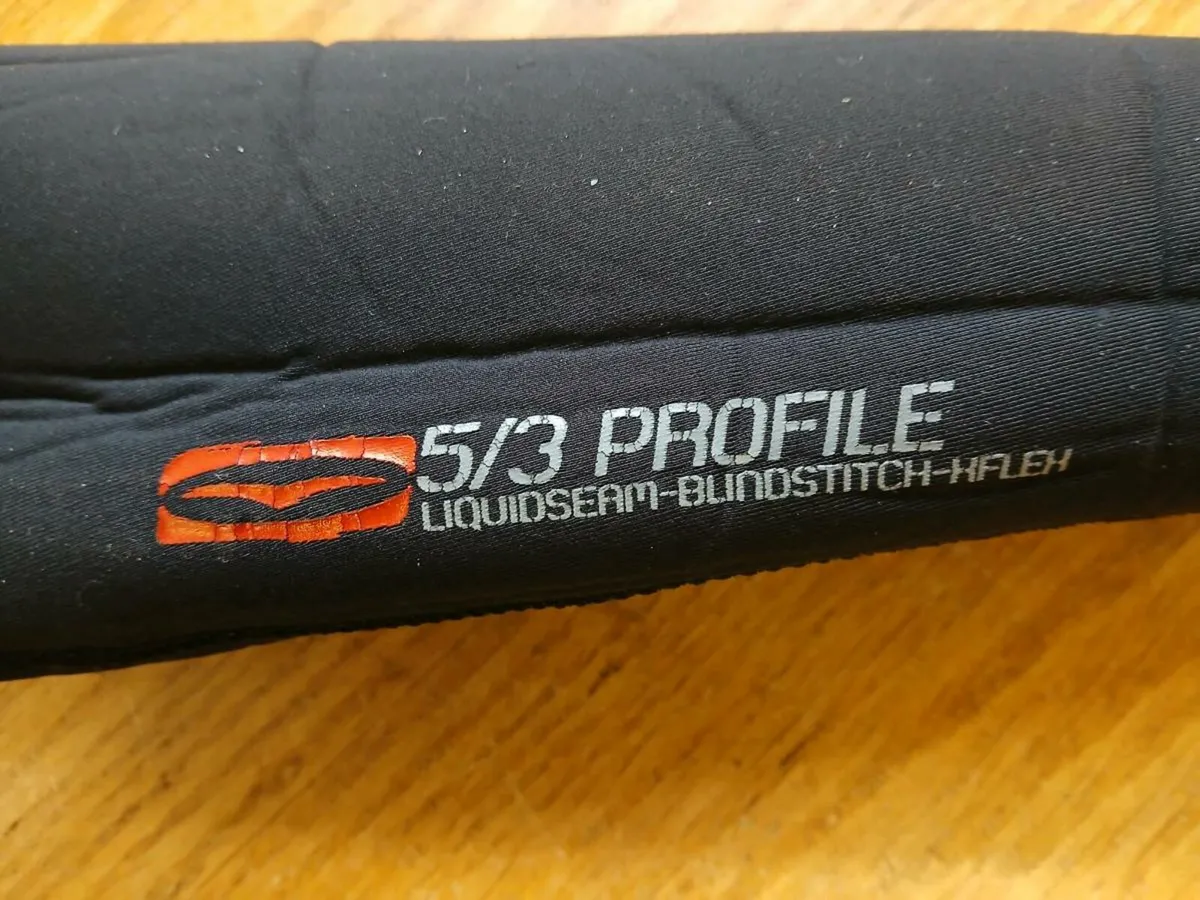 5/3 PROFILE
LIQUIDSEAM-BLINDSTITCH-XFLEX